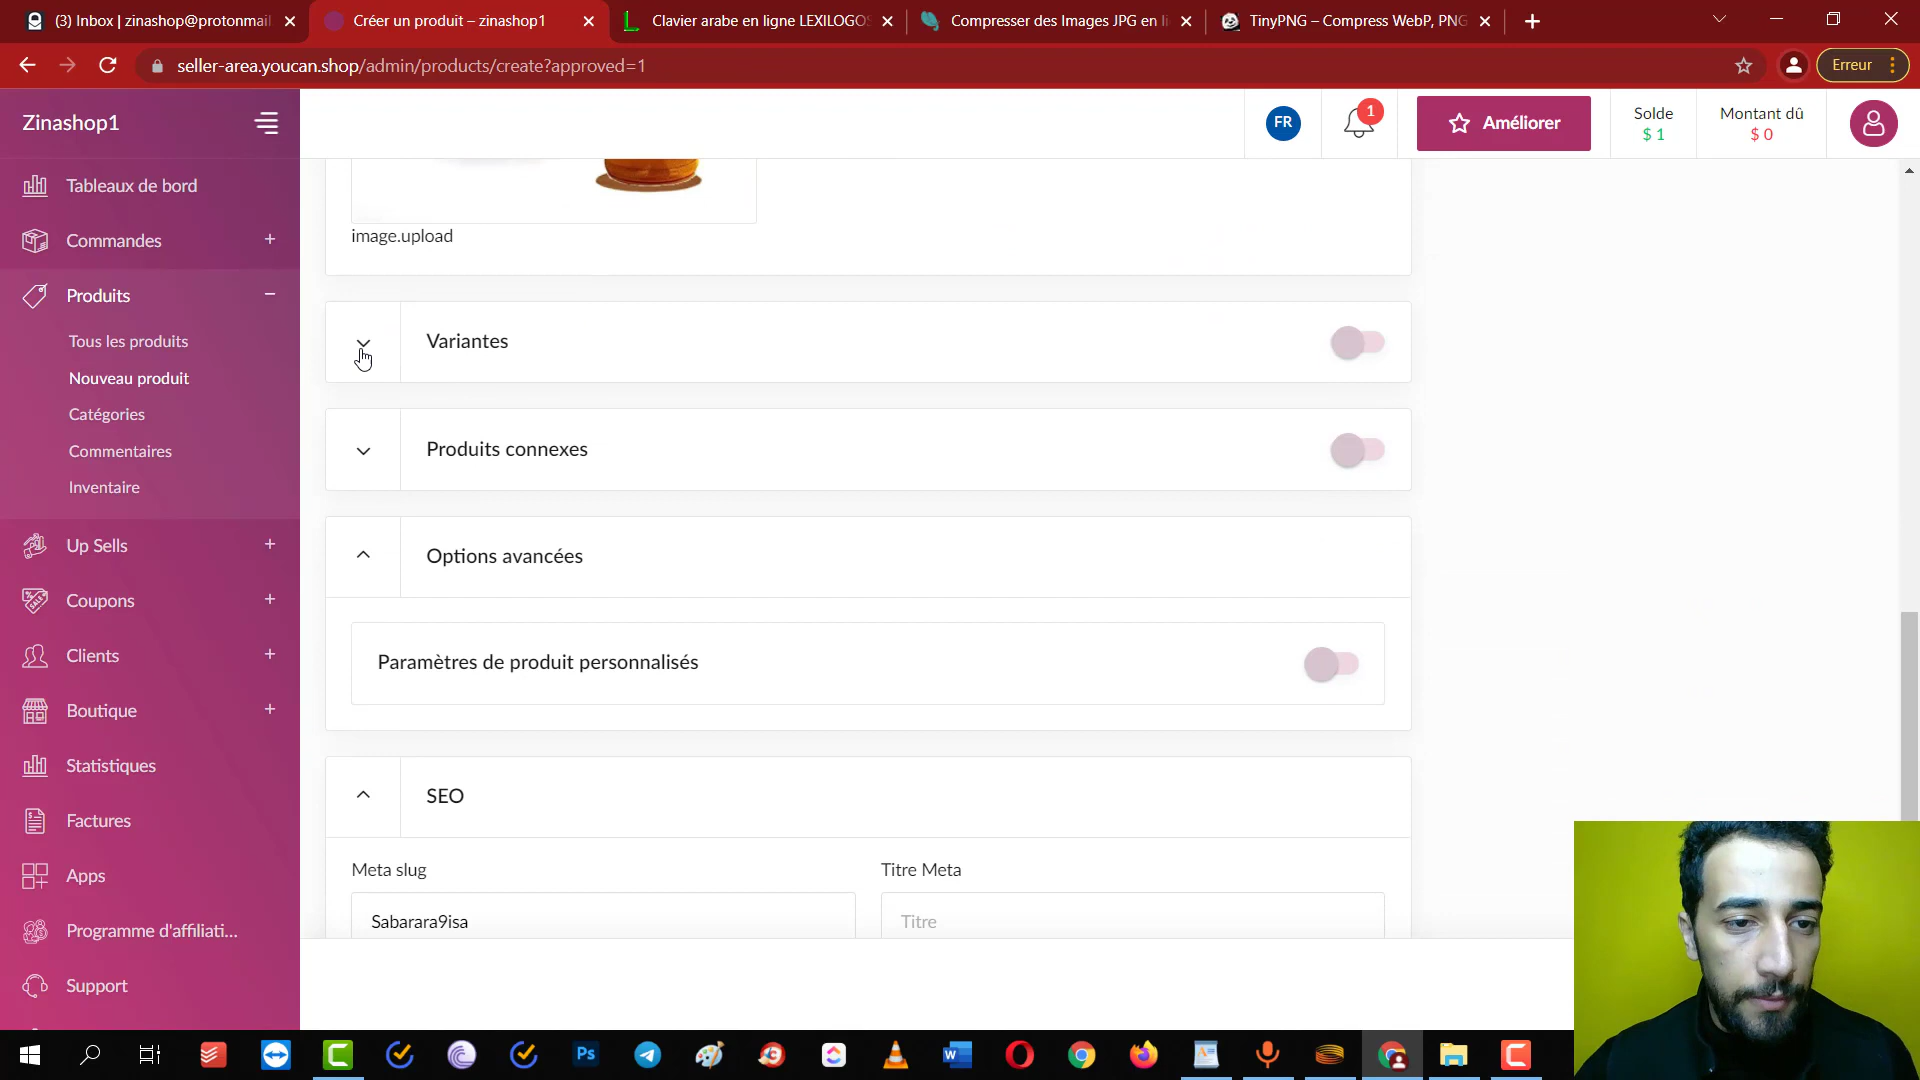 (3) Inbox | zinashop@protonmail
Créer un produit – zinashop1
Clavier arabe en ligne LEXILOGOS
Compresser des Images JPG en li
TinyPNG – Compress WebP, PNG
seller-area.youcan.shop/admin/products/create?approved=1
Erreur
Zinashop1
FR
1
Améliorer
Solde
$ 1
Montant dû
$ 0
Tableaux de bord
Commandes
Produits
Tous les produits
Nouveau produit
Catégories
Commentaires
Inventaire
Up Sells
Coupons
Clients
Boutique
Statistiques
Factures
Apps
Programme d'affiliati...
Support
image.upload
Variantes
Produits connexes
Options avancées
Paramètres de produit personnalisés
SEO
Meta slug
Titre Meta
Sabarara9isa
Titre
Ps